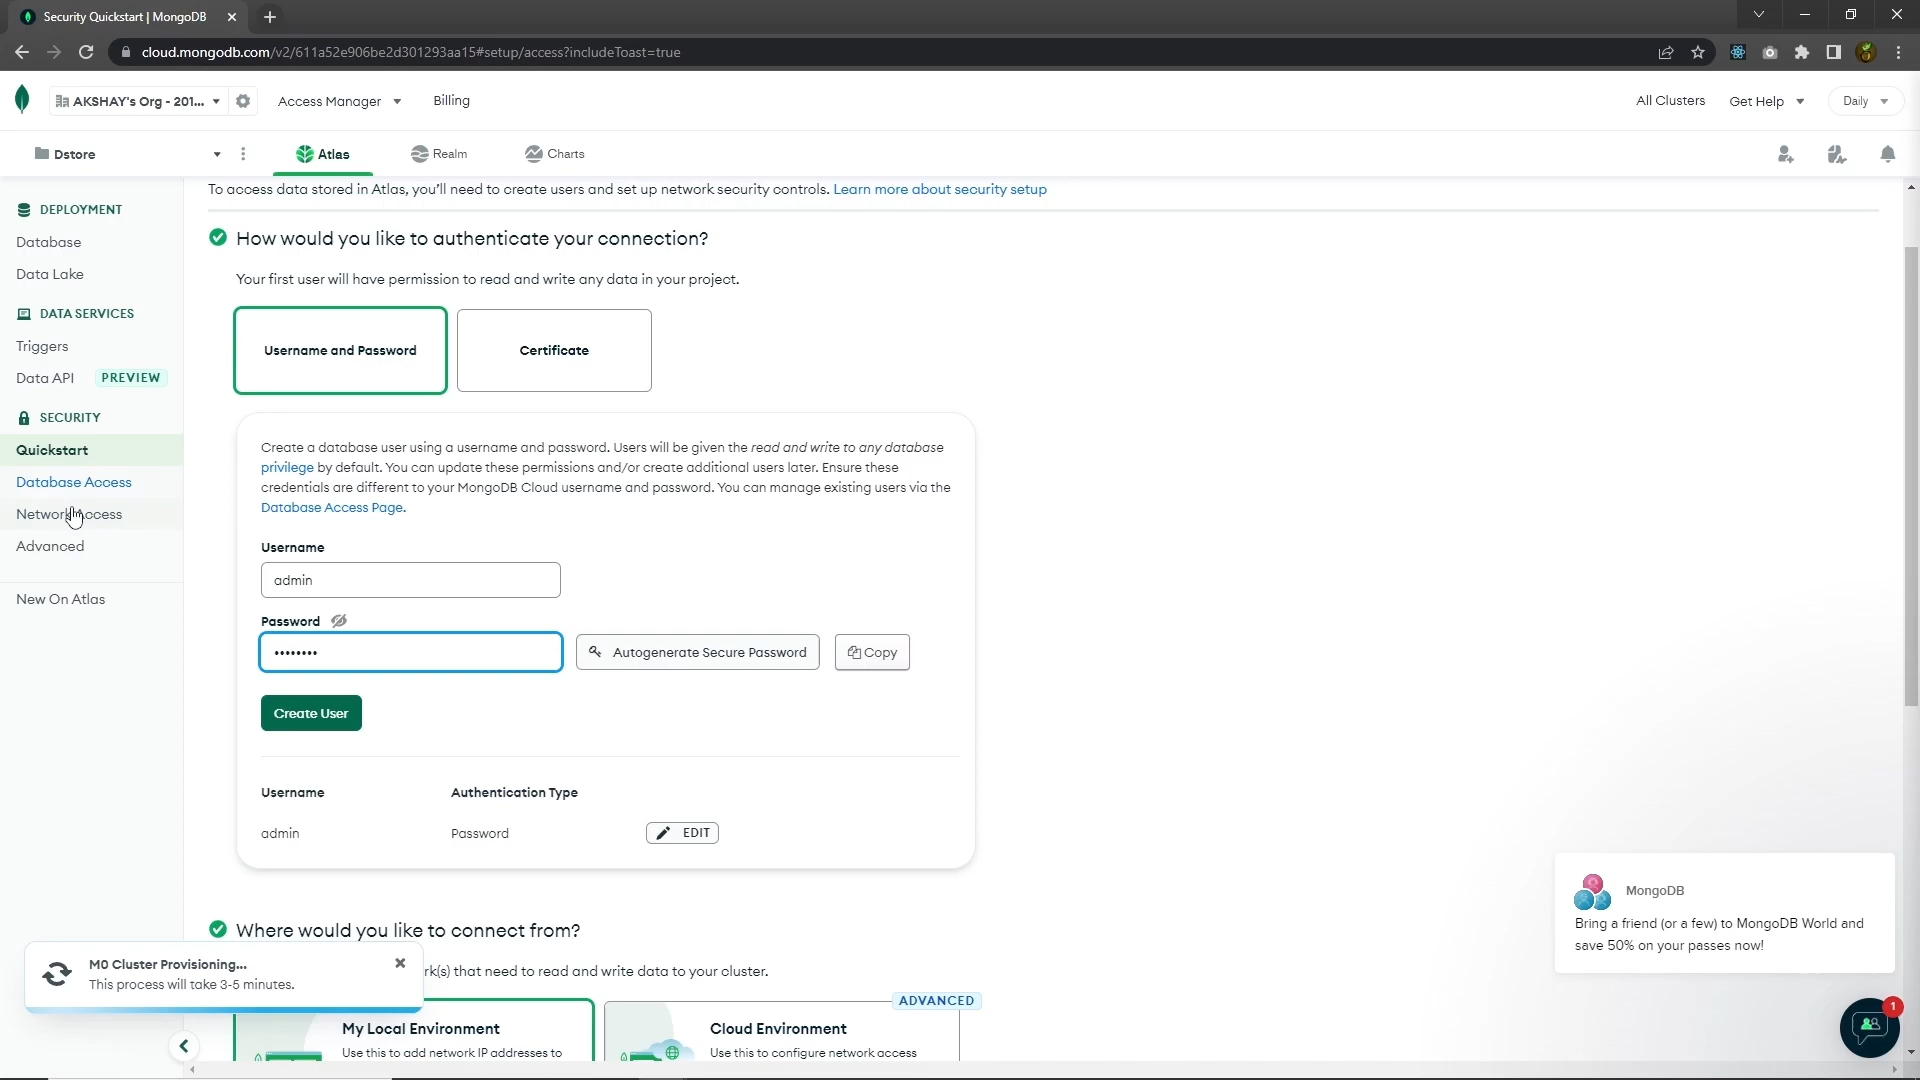 Security Quickstart | MongoDB
cloud.mongodb.com/v2/611a52e906be2d301293aa15#setup/access?includeToast=true
AKSHAY's Org - 201...
Access Manager
Billing
All Clusters
Get Help
Daily
Dstore
Atlas
Realm
Charts
To access data stored in Atlas, you'll need to create users and set up network security controls. Learn more about security setup
DEPLOYMENT
Database
Data Lake
DATA SERVICES
Triggers
Data API PREVIEW
SECURITY
Quickstart
Database Access
Network Access
Advanced
New On Atlas
How would you like to authenticate your connection?
Your first user will have permission to read and write any data in your project.
Username and Password
Certificate
Create a database user using a username and password. Users will be given the read and write to any database
privilege by default. You can update these permissions and/or create additional users later. Ensure these
credentials are different to your MongoDB Cloud username and password. You can manage existing users via the
Database Access Page.
Username
admin
Password
••••••••
Autogenerate Secure Password
Copy
Create User
Username Authentication Type
admin Password EDIT
Where would you like to connect from?
rk(s) that need to read and write data to your cluster.
ADVANCED
My Local Environment
Use this to add network IP addresses to
Cloud Environment
Use this to configure network access
M0 Cluster Provisioning...
This process will take 3-5 minutes.
MongoDB
Bring a friend (or a few) to MongoDB World and
save 50% on your passes now!
1